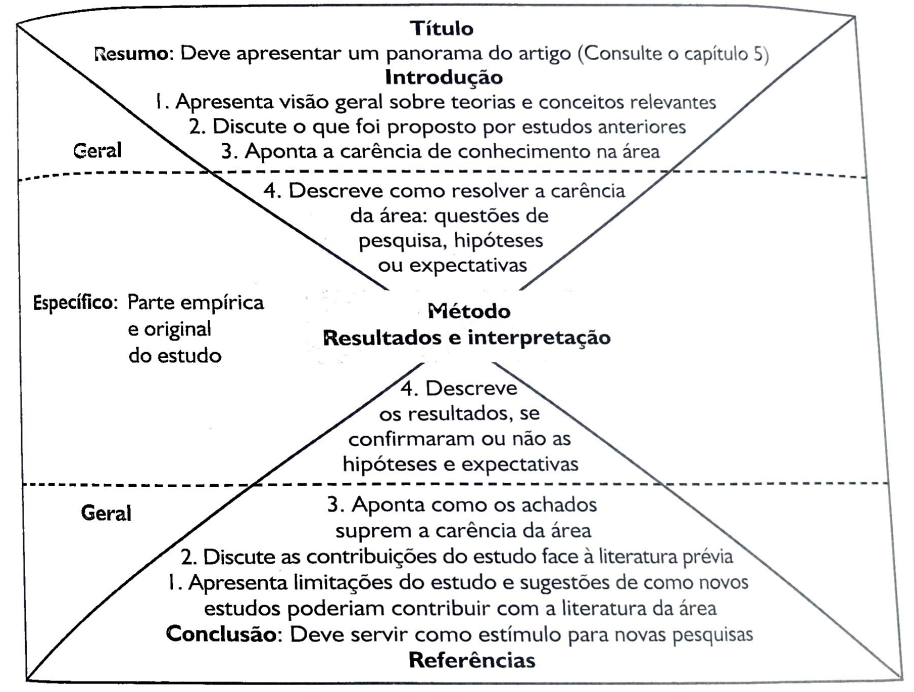 Título
Resumo: Deve apresentar um panorama do artigo (Consulte o capítulo 5)
Introdução
1. Apresenta visão geral sobre teorias e conceitos relevantes
2. Discute o que foi proposto por estudos anteriores
Geral
3. Aponta a carência de conhecimento na área
4. Descreve como resolver a carência
da área: questões de
pesquisa, hipóteses
ou expectativas
Específico: Parte empírica
e original
do estudo
Método
Resultados e interpretação
4. Descreve
os resultados, se
confirmaram ou não as
hipóteses e expectativas
Geral
3. Aponta como os achados
suprem a carência da área
2. Discute as contribuições do estudo face à literatura prévia
1. Apresenta limitações do estudo e sugestões de como novos
estudos poderiam contribuir com a literatura da área
Conclusão: Deve servir como estímulo para novas pesquisas
Referências